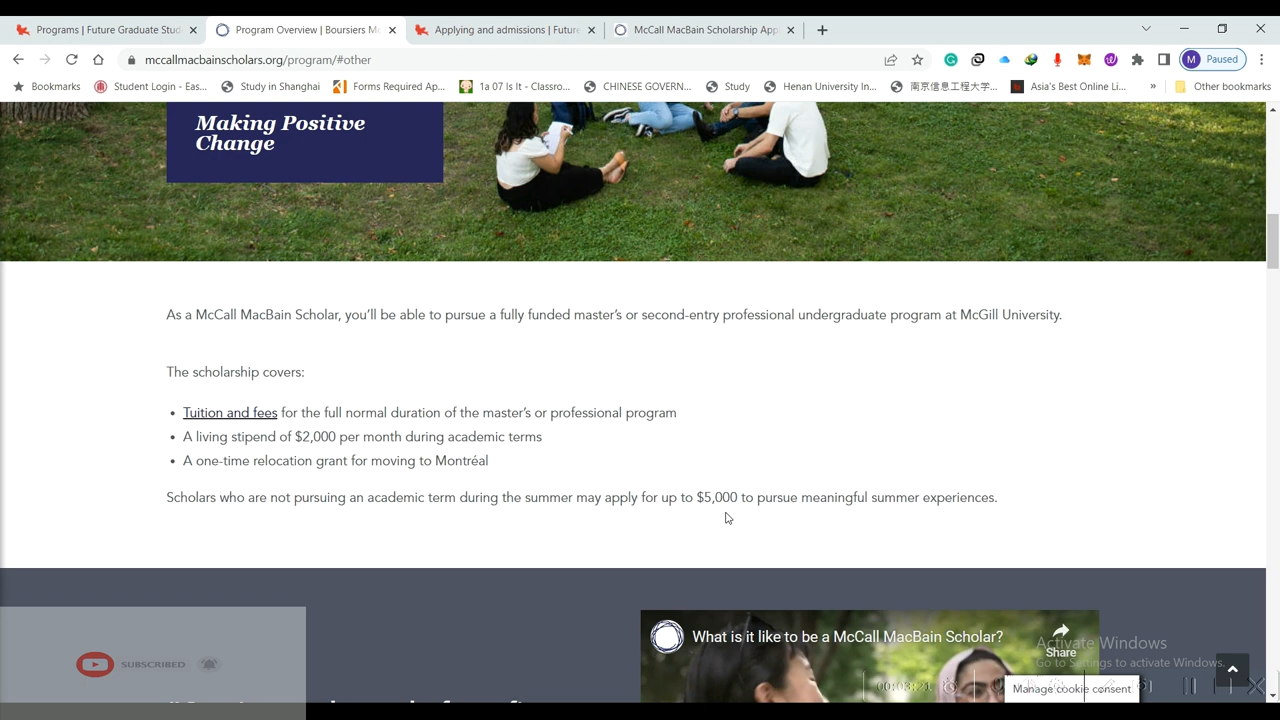 Programs | Future Graduate Stud
Program Overview | Boursiers Mc
Applying and admissions | Future
McCall MacBain Scholarship App
mccallmacbainscholars.org/program/#other
M Paused
Bookmarks
Student Login - Eas...
Study in Shanghai
Forms Required Ap...
1a 07 Is It - Classro...
CHINESE GOVERN...
Study
Henan University In...
南京信息工程大学...
Asia's Best Online Li...
»
Other bookmarks
Making Positive
Change
As a McCall MacBain Scholar, you'll be able to pursue a fully funded master's or second-entry professional undergraduate program at McGill University.
The scholarship covers:
• Tuition and fees for the full normal duration of the master's or professional program
• A living stipend of $2,000 per month during academic terms
• A one-time relocation grant for moving to Montréal
Scholars who are not pursuing an academic term during the summer may apply for up to $5,000 to pursue meaningful summer experiences.
SUBSCRIBED
What is it like to be a McCall MacBain Scholar?
Share
Activate Windows
Go to Settings to activate Windows.
00:03:21
Manage cookie consent